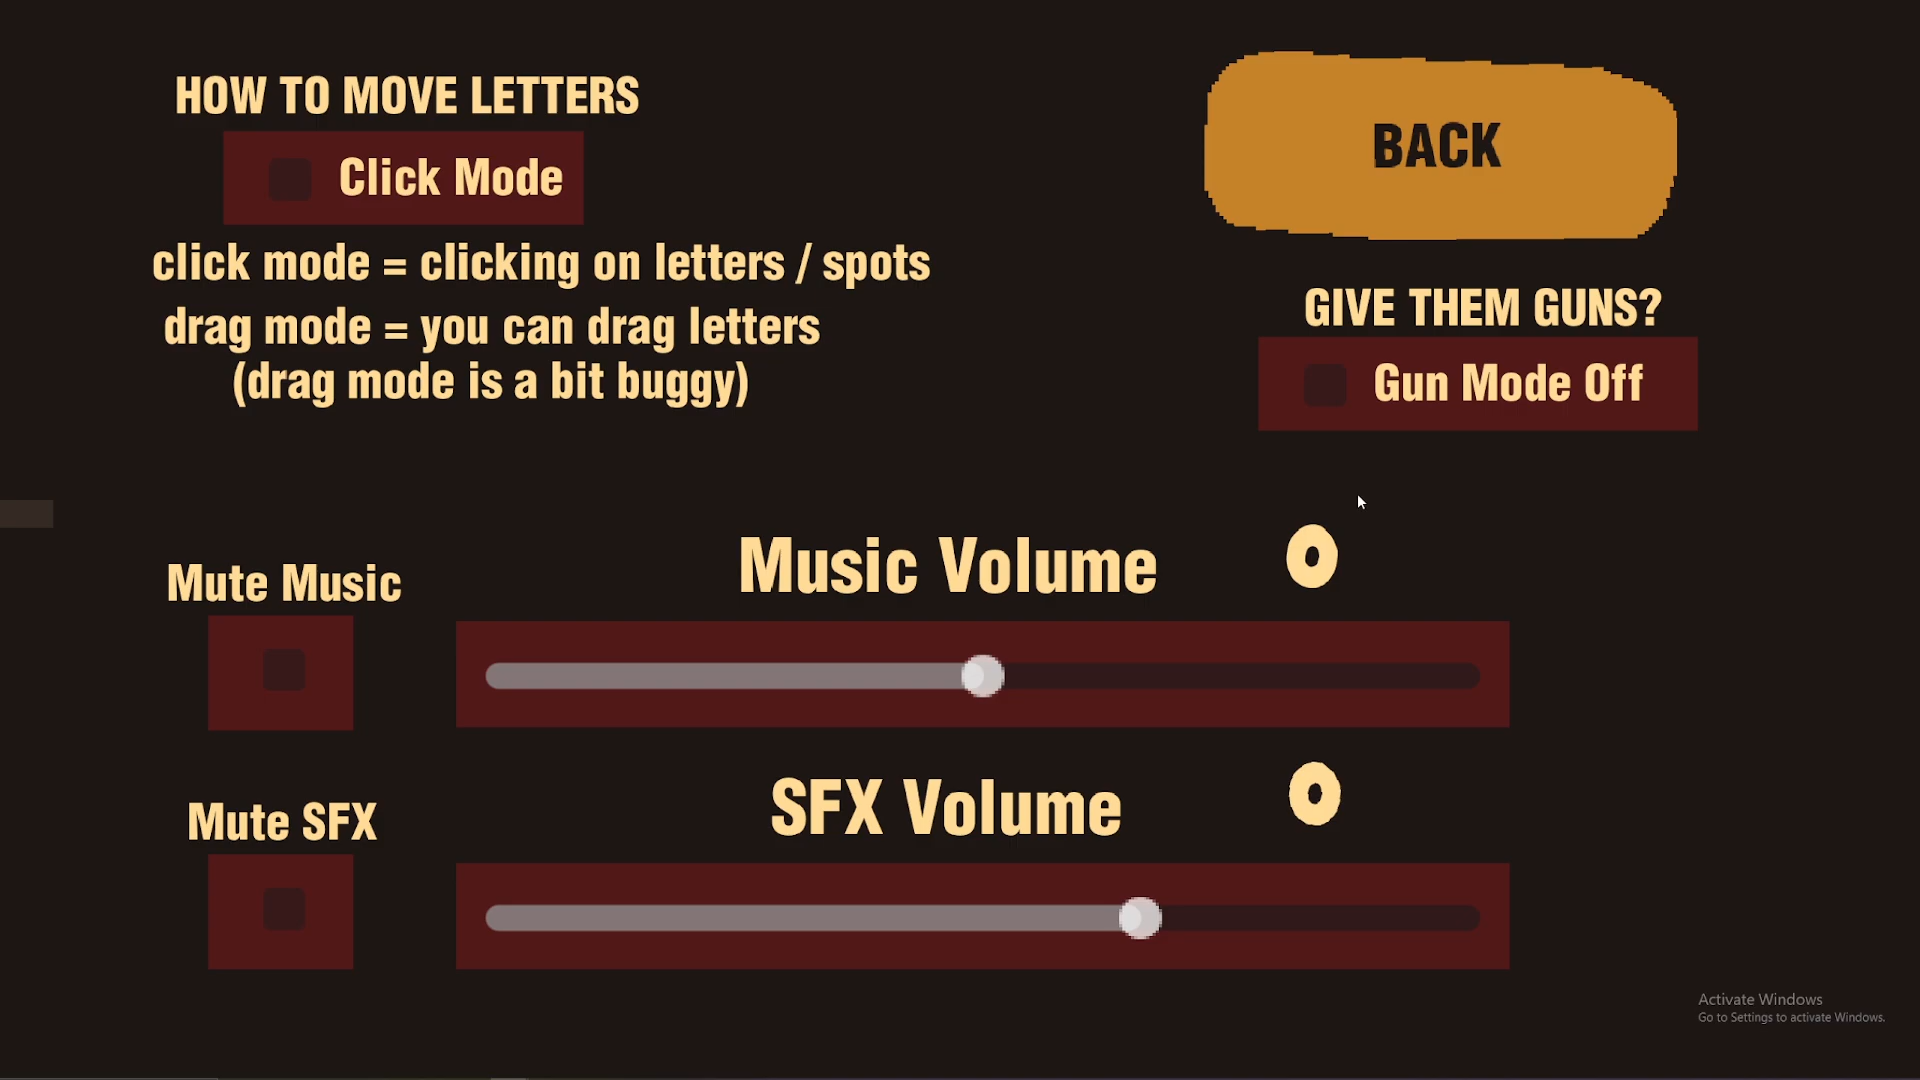 HOW TO MOVE LETTERS
Click Mode
click mode = clicking on letters / spots
drag mode = you can drag letters
(drag mode is a bit buggy)
BACK
GIVE THEM GUNS?
Gun Mode Off
Mute Music
Music Volume
0
Mute SFX
SFX Volume
0
Activate Windows
Go to Settings to activate Windows.